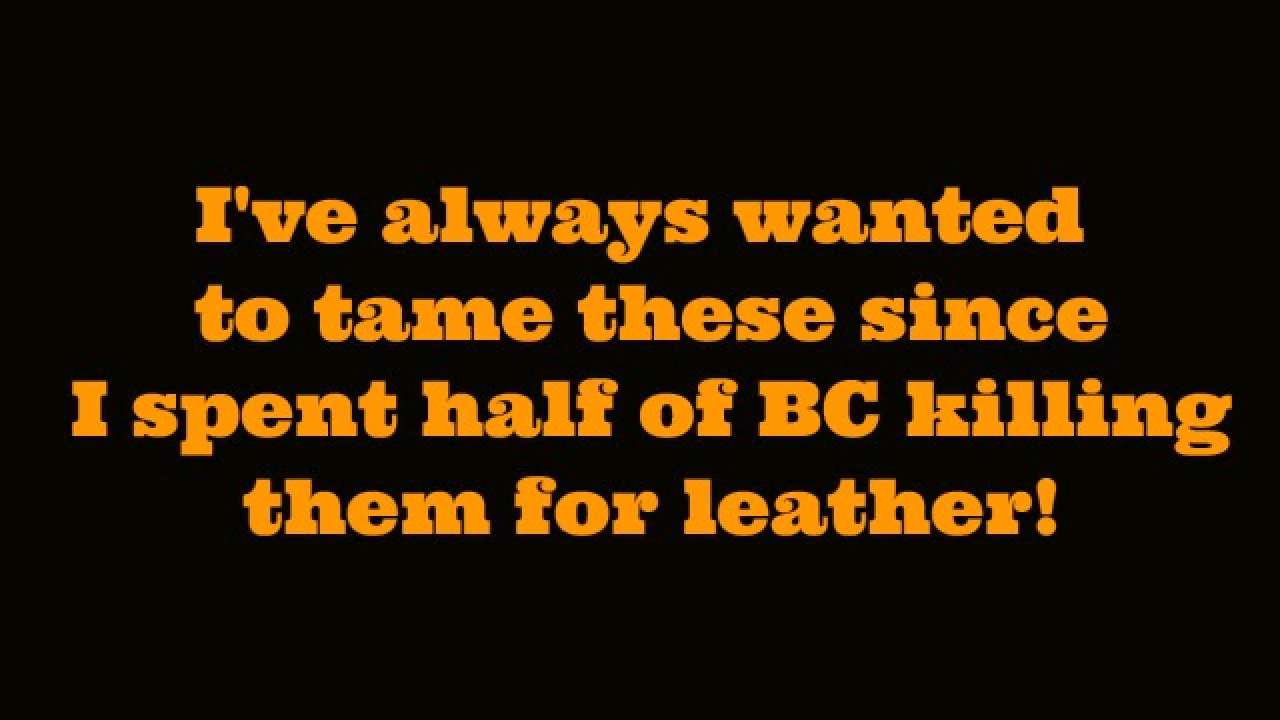 I've always wanted
to tame these since
I spent half of BC killing
them for leather!